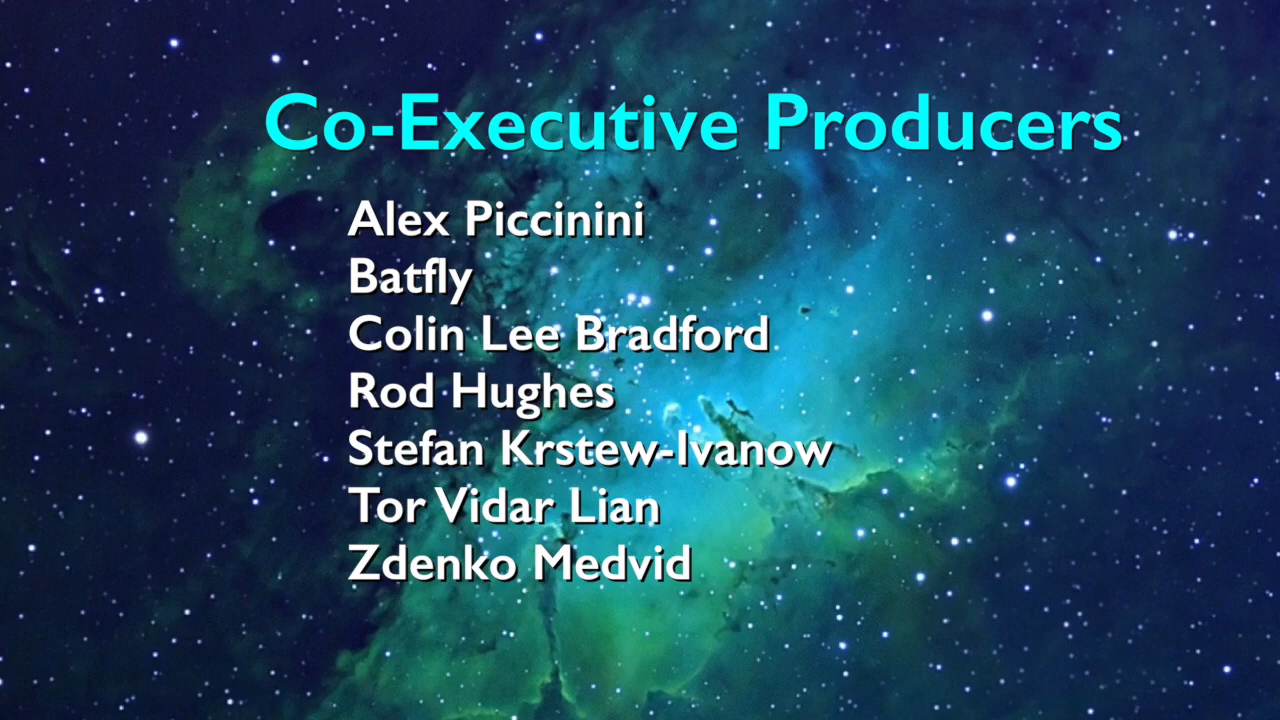 Co-Executive Producers
Alex Piccinini
Batfly
Colin Lee Bradford
Rod Hughes
Stefan Krstew-Ivanow
Tor Vidar Lian
Zdenko Medvid